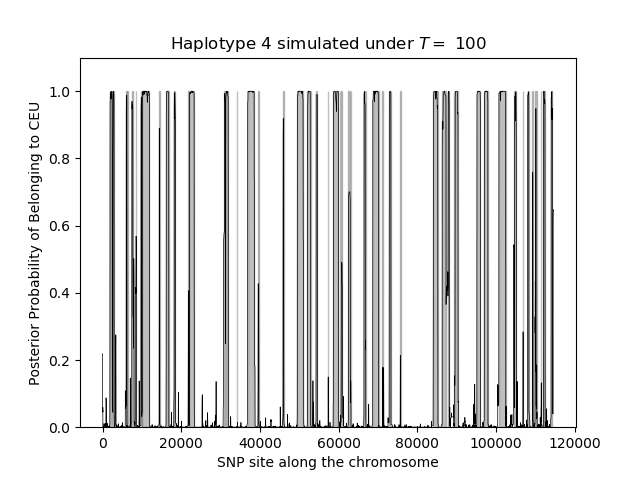 Haplotype 4 simulated under T = 100
Posterior Probability of Belonging to CEU
1.0
0.8
0.6
0.4
0.2
0.0
0 20000 40000 60000 80000 100000 120000
SNP site along the chromosome